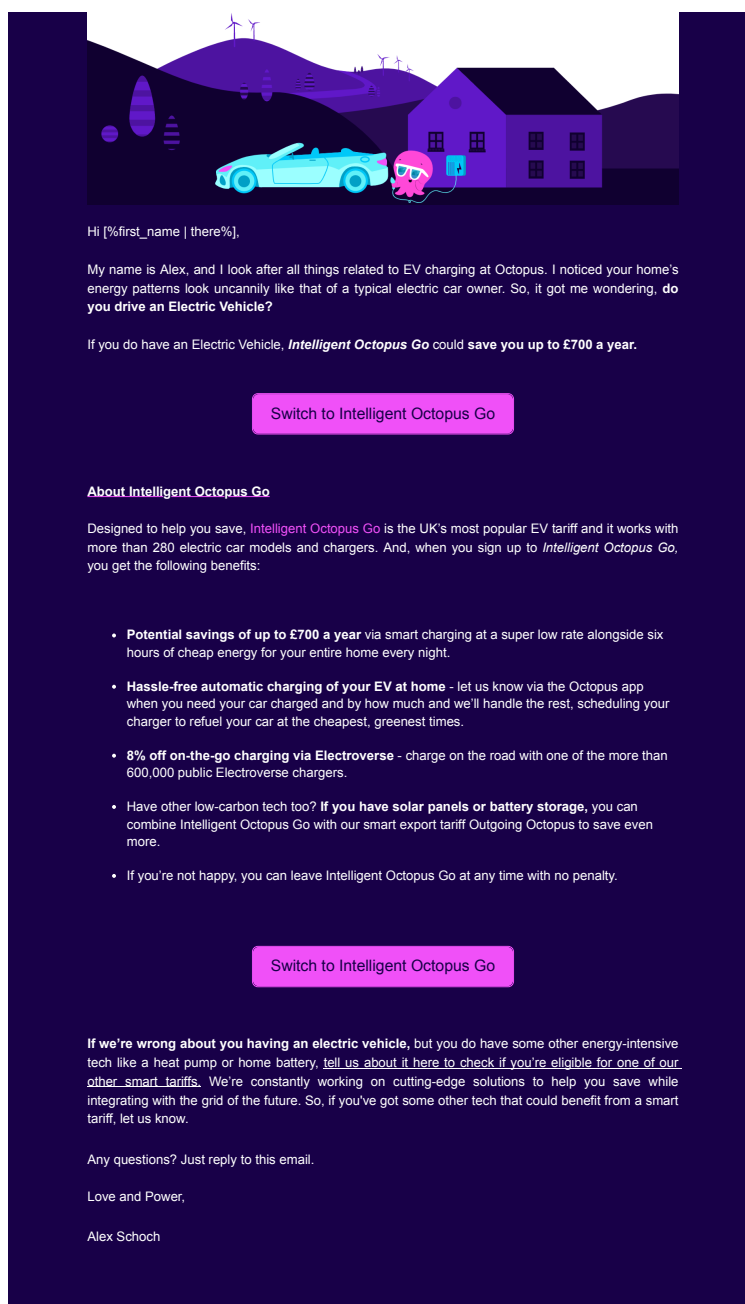 Hi [%first_name | there%],
My name is Alex, and I look after all things related to EV charging at Octopus. I noticed your home’s
energy patterns look uncannily like that of a typical electric car owner. So, it got me wondering, do
you drive an Electric Vehicle?
If you do have an Electric Vehicle, Intelligent Octopus Go could save you up to £700 a year.
Switch to Intelligent Octopus Go
About Intelligent Octopus Go
Designed to help you save, Intelligent Octopus Go is the UK’s most popular EV tariff and it works with
more than 280 electric car models and chargers. And, when you sign up to Intelligent Octopus Go,
you get the following benefits:
• Potential savings of up to £700 a year via smart charging at a super low rate alongside six
hours of cheap energy for your entire home every night.
• Hassle-free automatic charging of your EV at home - let us know via the Octopus app
when you need your car charged and by how much and we’ll handle the rest, scheduling your
charger to refuel your car at the cheapest, greenest times.
• 8% off on-the-go charging via Electroverse - charge on the road with one of the more than
600,000 public Electroverse chargers.
• Have other low-carbon tech too? If you have solar panels or battery storage, you can
combine Intelligent Octopus Go with our smart export tariff Outgoing Octopus to save even
more.
• If you’re not happy, you can leave Intelligent Octopus Go at any time with no penalty.
Switch to Intelligent Octopus Go
If we’re wrong about you having an electric vehicle, but you do have some other energy-intensive
tech like a heat pump or home battery, tell us about it here to check if you’re eligible for one of our
other smart tariffs. We’re constantly working on cutting-edge solutions to help you save while
integrating with the grid of the future. So, if you've got some other tech that could benefit from a smart
tariff, let us know.
Any questions? Just reply to this email.
Love and Power,
Alex Schoch